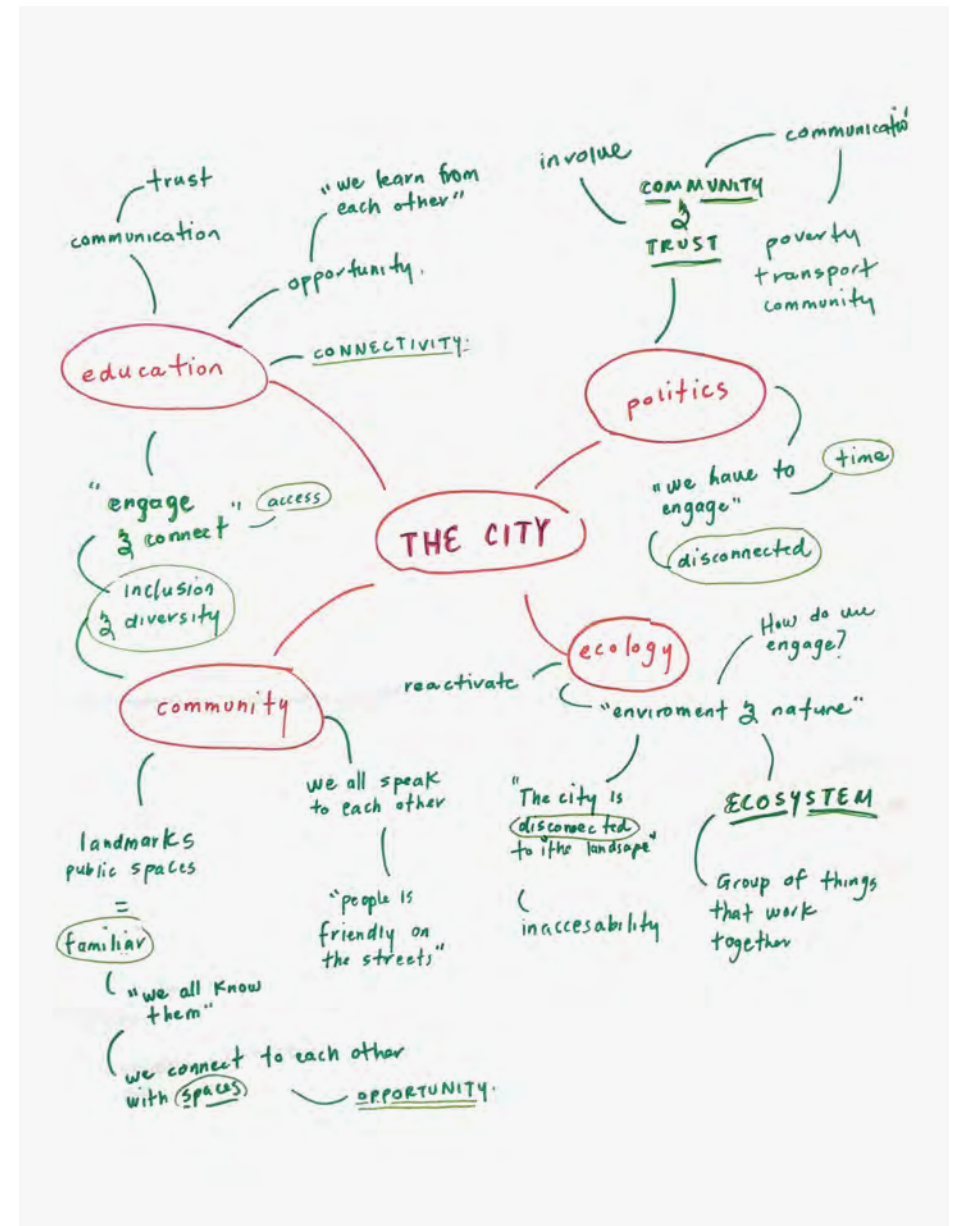 trust
communication
"we learn from
each other"
opportunity.
CONNECTIVITY:
education
"engage
& connect"
access
inclusion
& diversity
involve
COMMUNITY
&
TRUST
communicatio
poverty
transport
community
politics
"we have to
engage"
time
disconnected
THE CITY
ecology
reactivate
How do we
engage?
"enviroment & nature"
"The city is
disconnected
to the landsape"
inaccesability
ECOSYSTEM
Group of things
that work
together
community
we all speak
to each other
"people is
friendly on
the streets"
landmarks
public spaces
=
familiar
"we all know
them"
we connect to each other
with spaces
OPPORTUNITY.